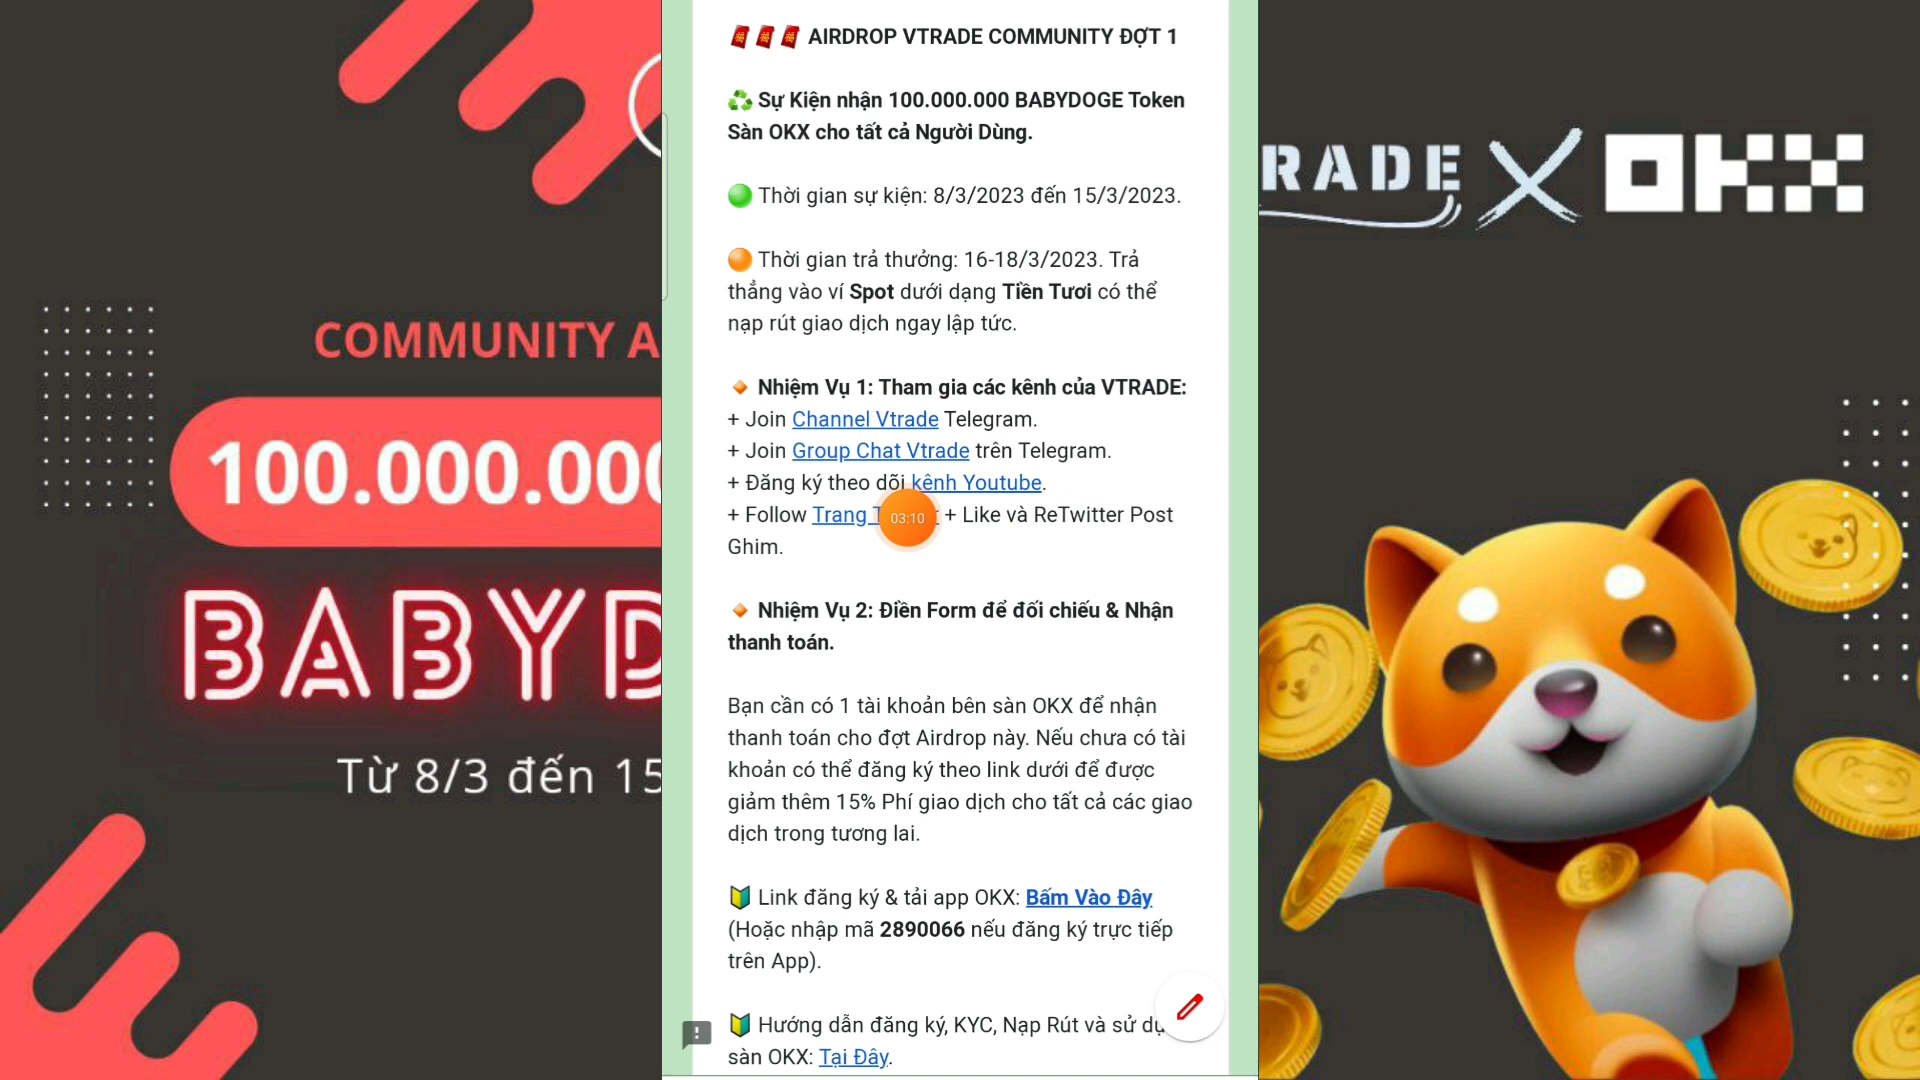 COMMUNITY A
100.000.000
BABYD
Từ 8/3 đến 15
AIRDROP VTRADE COMMUNITY ĐỢT 1
Sự Kiện nhận 100.000.000 BABYDOGE Token
Sàn OKX cho tất cả Người Dùng.
Thời gian sự kiện: 8/3/2023 đến 15/3/2023.
Thời gian trả thưởng: 16-18/3/2023. Trả
thẳng vào ví Spot dưới dạng Tiền Tươi có thể
nạp rút giao dịch ngay lập tức.
Nhiệm Vụ 1: Tham gia các kênh của VTRADE:
+ Join Channel Vtrade Telegram.
+ Join Group Chat Vtrade trên Telegram.
+ Đăng ký theo dõi kênh Youtube.
+ Follow Trang + Like và ReTwitter Post
03:10
Ghim.
Nhiệm Vụ 2: Điền Form để đối chiếu & Nhận
thanh toán.
Bạn cần có 1 tài khoản bên sàn OKX để nhận
thanh toán cho đợt Airdrop này. Nếu chưa có tài
khoản có thể đăng ký theo link dưới để được
giảm thêm 15% Phí giao dịch cho tất cả các giao
dịch trong tương lai.
Link đăng ký & tải app OKX: Bấm Vào Đây
(Hoặc nhập mã 2890066 nếu đăng ký trực tiếp
trên App).
Hướng dẫn đăng ký, KYC, Nạp Rút và sử
sàn OKX: Tại Đây.
RADE X OKX